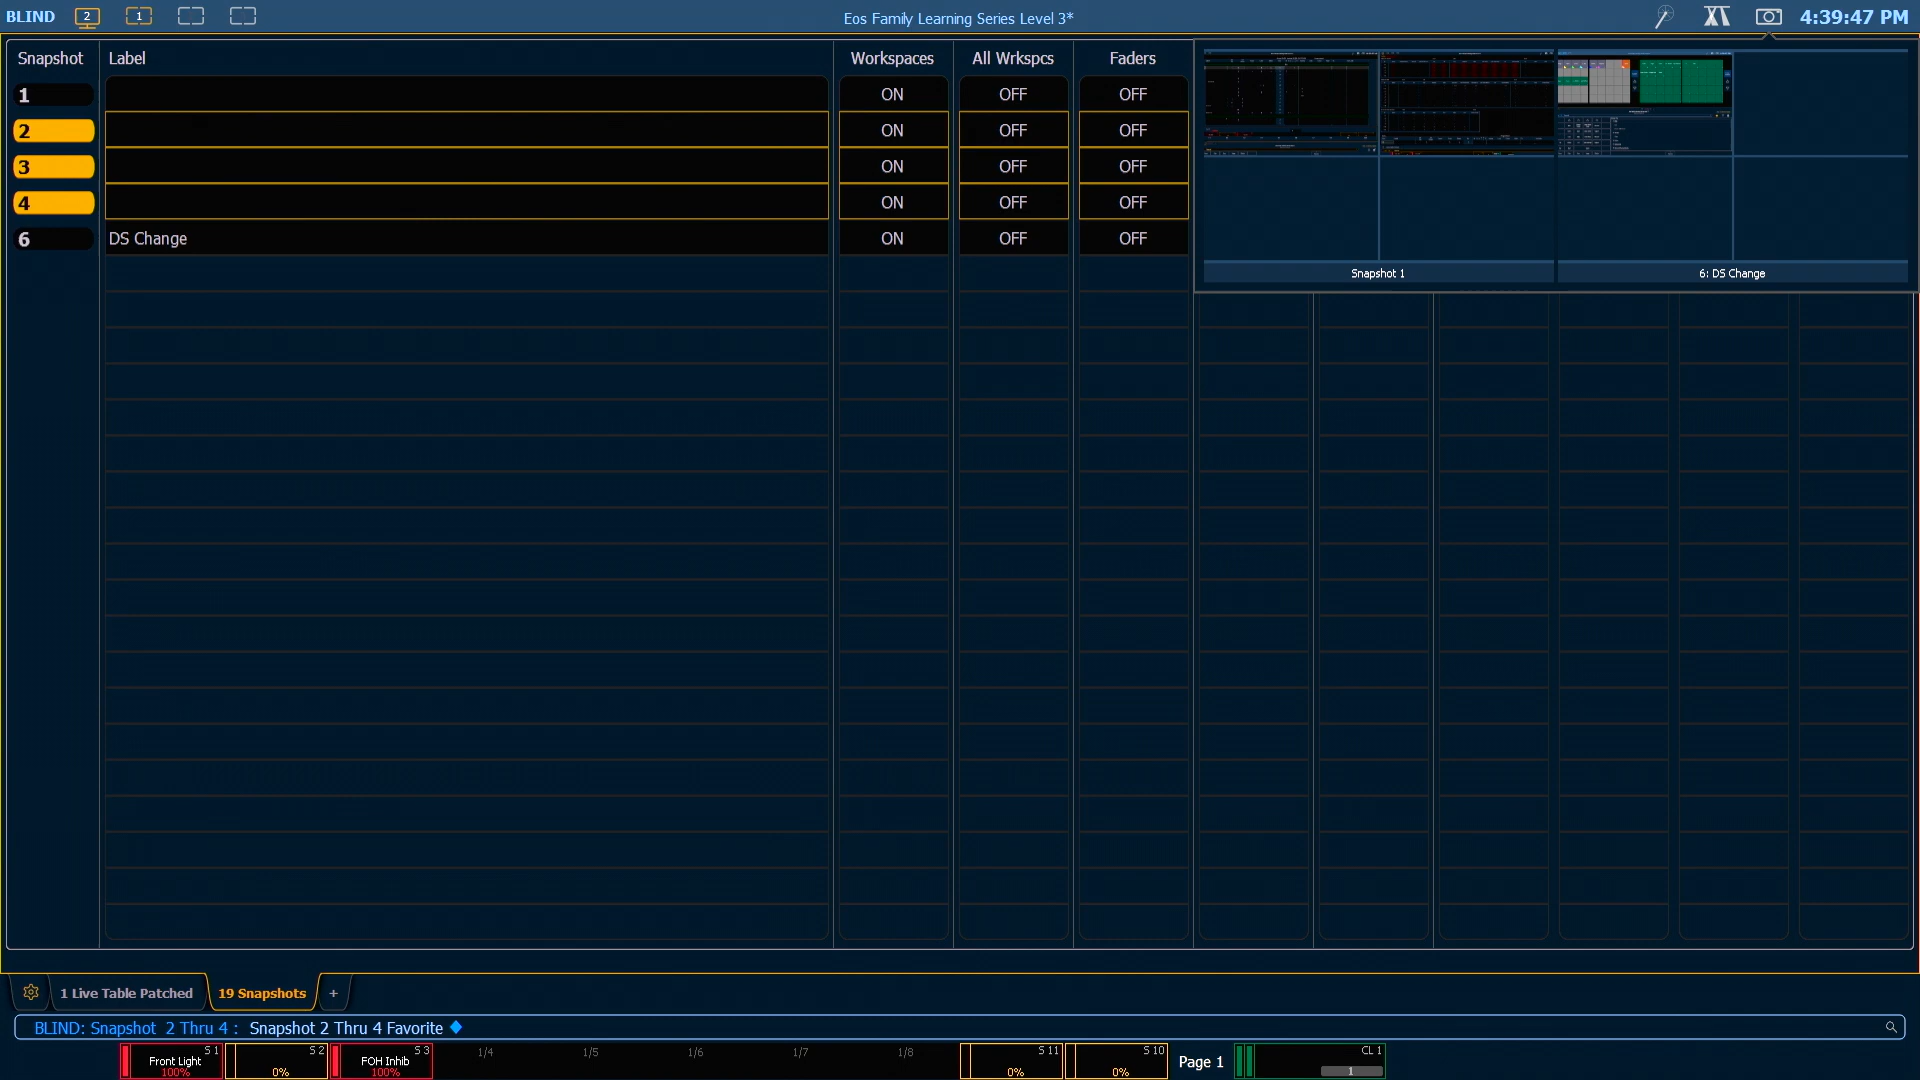 BLIND 2 1 Eos Family Learning Series Level 3* 4:39:47 PM
Snapshot Label Workspaces All Wrkspcs Faders
1 ON OFF OFF
2 ON OFF OFF
3 ON OFF OFF
4 ON OFF OFF
6 DS Change ON OFF OFF
Snapshot 1 6: DS Change
1 Live Table Patched 19 Snapshots +
BLIND: Snapshot 2 Thru 4 : Snapshot 2 Thru 4 Favorite
S 1 S 2 S 3 1/4 1/5 1/6 1/7 1/8 S 11 S 10 CL 1
Front Light FOH Inhib Page 1
100% 0% 100% 0% 0% 1